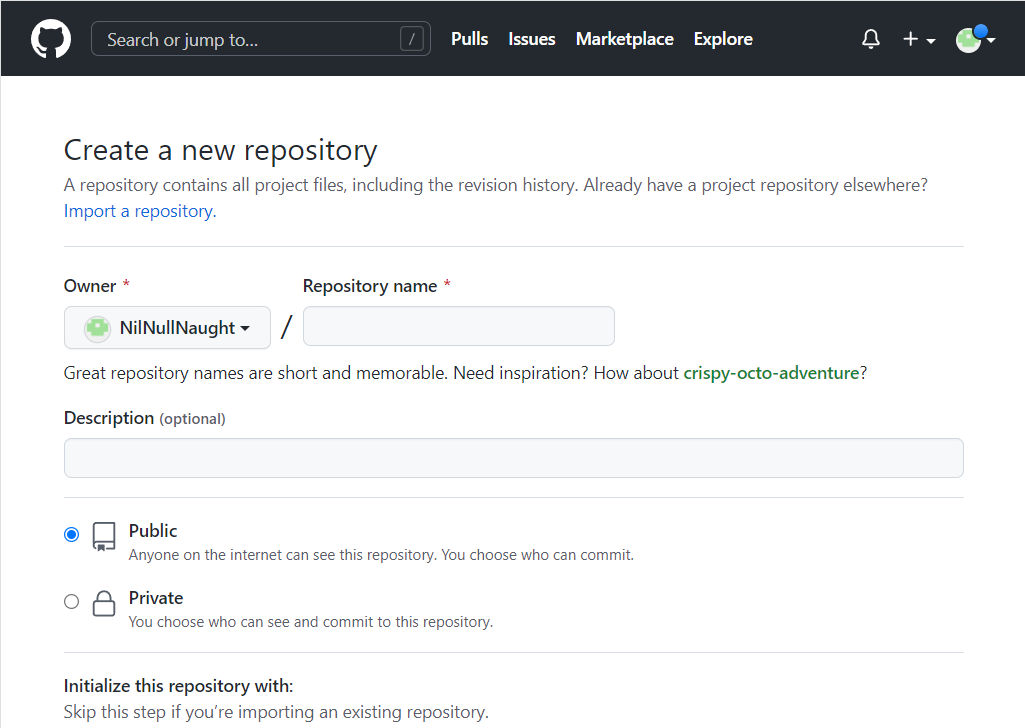 Search or jump to... / Pulls Issues Marketplace Explore
Create a new repository
A repository contains all project files, including the revision history. Already have a project repository elsewhere?
Import a repository.
Owner * Repository name *
NilNullNaught /
Great repository names are short and memorable. Need inspiration? How about crispy-octo-adventure?
Description (optional)
Public
Anyone on the internet can see this repository. You choose who can commit.
Private
You choose who can see and commit to this repository.
Initialize this repository with:
Skip this step if you’re importing an existing repository.